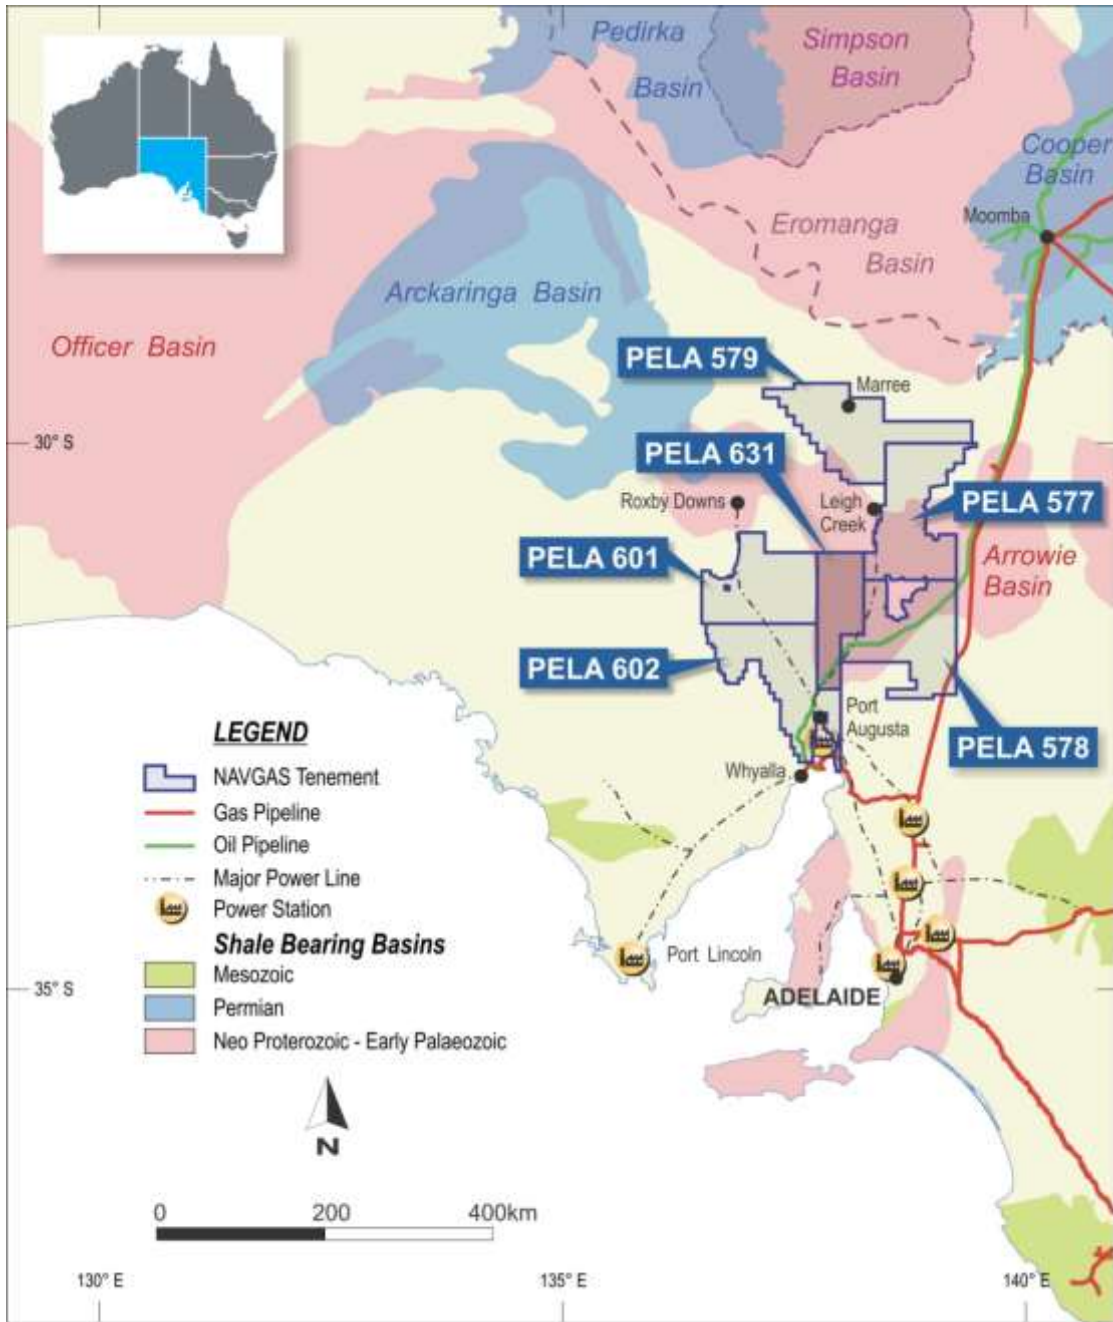 Pedirka
Basin
Simpson
Basin
Cooper
Basin
Moomba
Eromanga
Basin
Arckaringa Basin
Officer Basin
PELA 579
Marree
30° S
PELA 631
Roxby Downs
Leigh
Creek
PELA 577
PELA 601
Arrowie
Basin
PELA 602
Port
Augusta
PELA 578
Whyalla
LEGEND
NAVGAS Tenement
Gas Pipeline
Oil Pipeline
Major Power Line
Power Station
Shale Bearing Basins
Mesozoic
Permian
Neo Proterozoic - Early Palaeozoic
Port Lincoln
35° S
ADELAIDE
N
0 200 400km
130° E 135° E 140° E